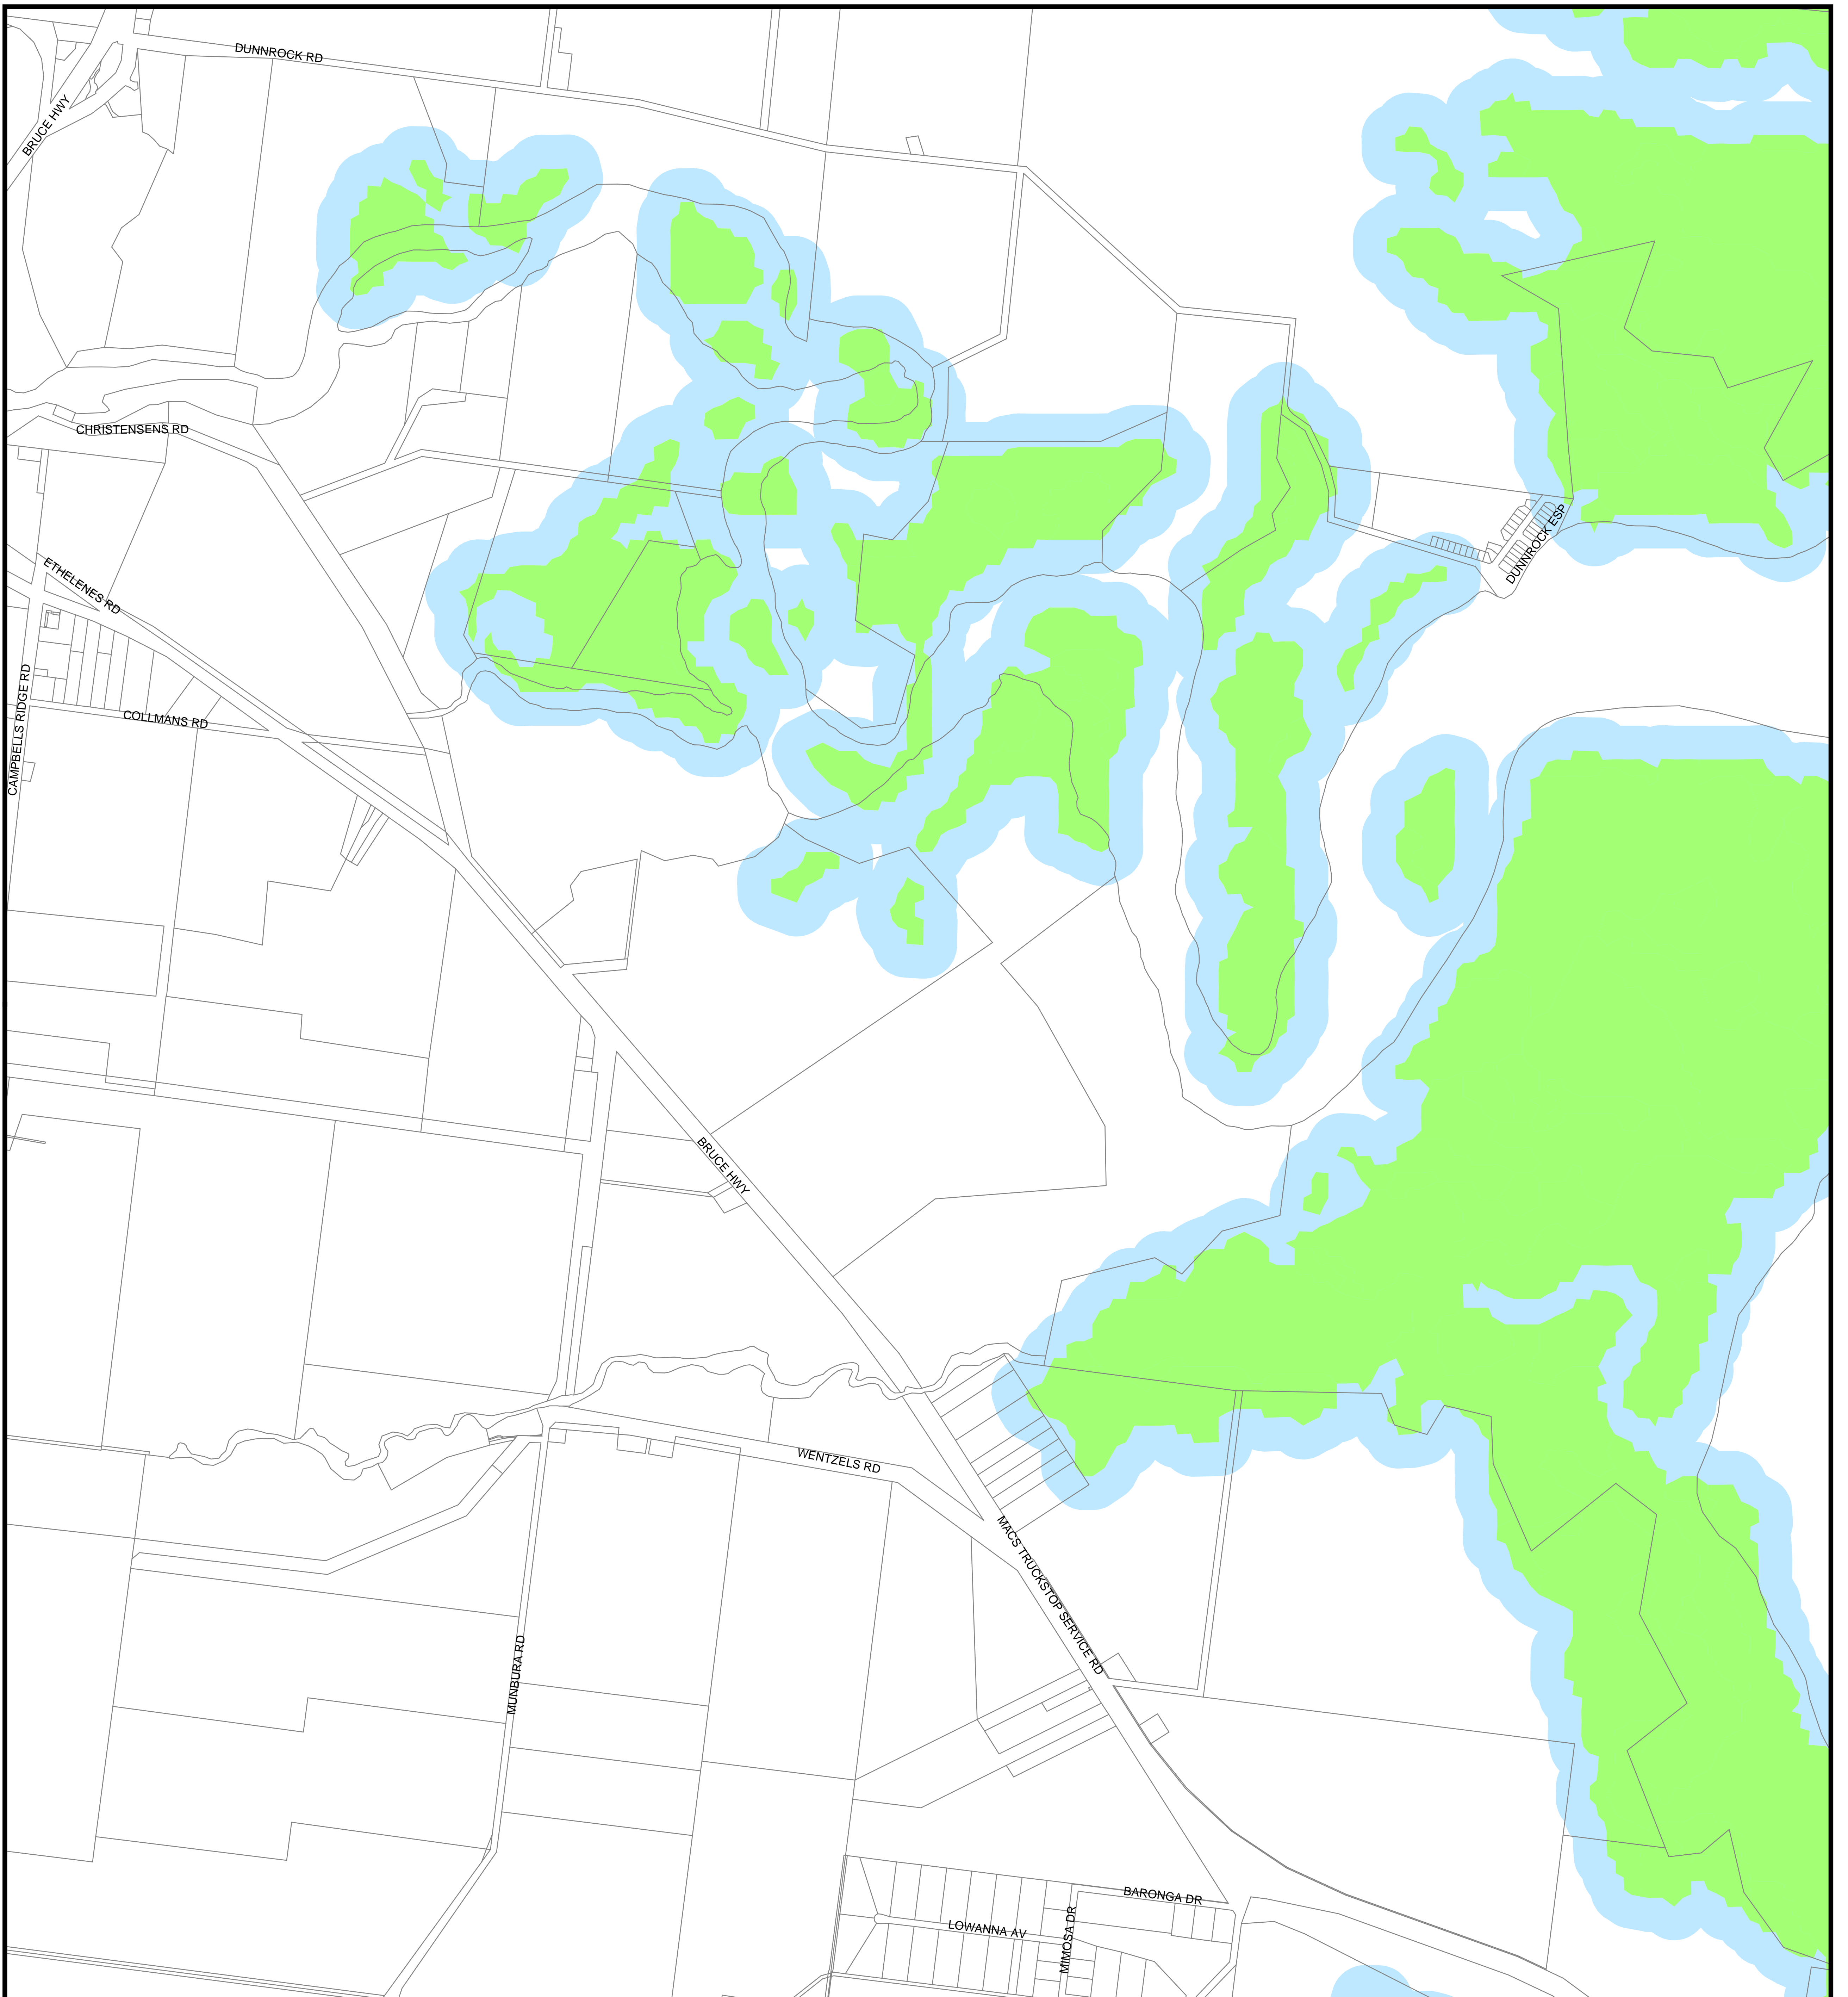 DUNNROCK RD
BRUCE HWY
CHRISTENSENS RD
DUNNROCK ESP
ETHELENES RD
CAMPBELLS RIDGE RD
COLLMANS RD
BRUCE HWY
WENTZELS RD
MACS TRUCKSTOP SERVICE RD
MUNBURA RD
BARONGA DR
LOWANNA AV
MIMOSA DR